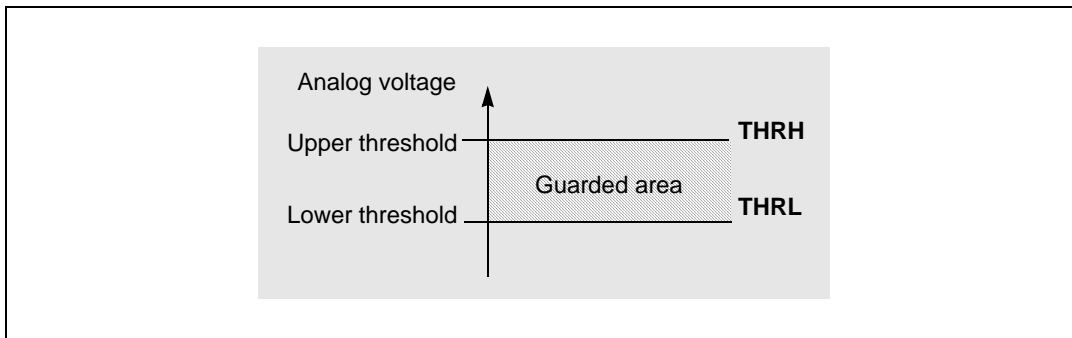 Analog voltage
Upper threshold
THRH
Guarded area
Lower threshold
THRL